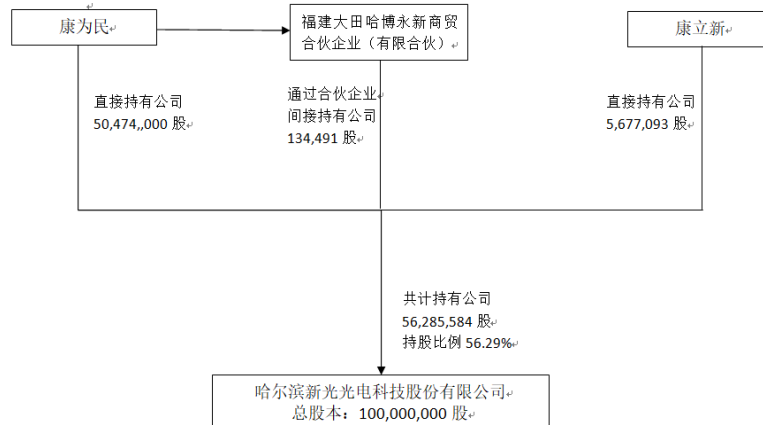 康为民
福建大田哈博永新商贸
合伙企业（有限合伙）
康立新
直接持有公司
50,474,,000 股
通过合伙企业
间接持有公司
134,491 股
直接持有公司
5,677,093 股
共计持有公司
56,285,584 股
持股比例 56.29%
哈尔滨新光光电科技股份有限公司
总股本：100,000,000 股